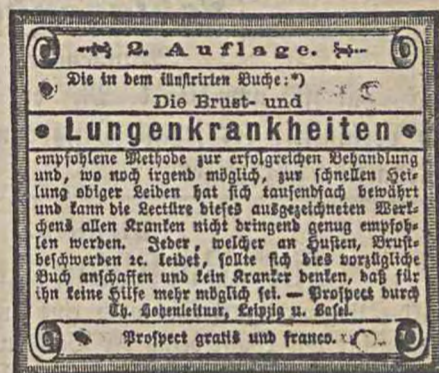 2. Auflage.
Die in dem illustrirten Buche:*)
Die Brust- und
Lungenkrankheiten
empfohlene Methode zur erfolgreichen Behandlung
und, wo noch irgend möglich, zur schnellen Hei-
lung obiger Leiden hat sich tausendfach bewährt
und kann die Lectüre dieses ausgezeichneten Werk-
chens allen Kranken nicht dringend genug empfoh-
len werden. Jeder, welcher an Husten, Brust-
beschwerden ꝛc. leidet, sollte sich dies vorzügliche
Buch anschaffen und kein Kranker denken, daß für
ihn keine Hilfe mehr möglich sei. — Prospect durch
Th. Hohenleitner, Leipzig u. Basel.
Prospect gratis und franco.